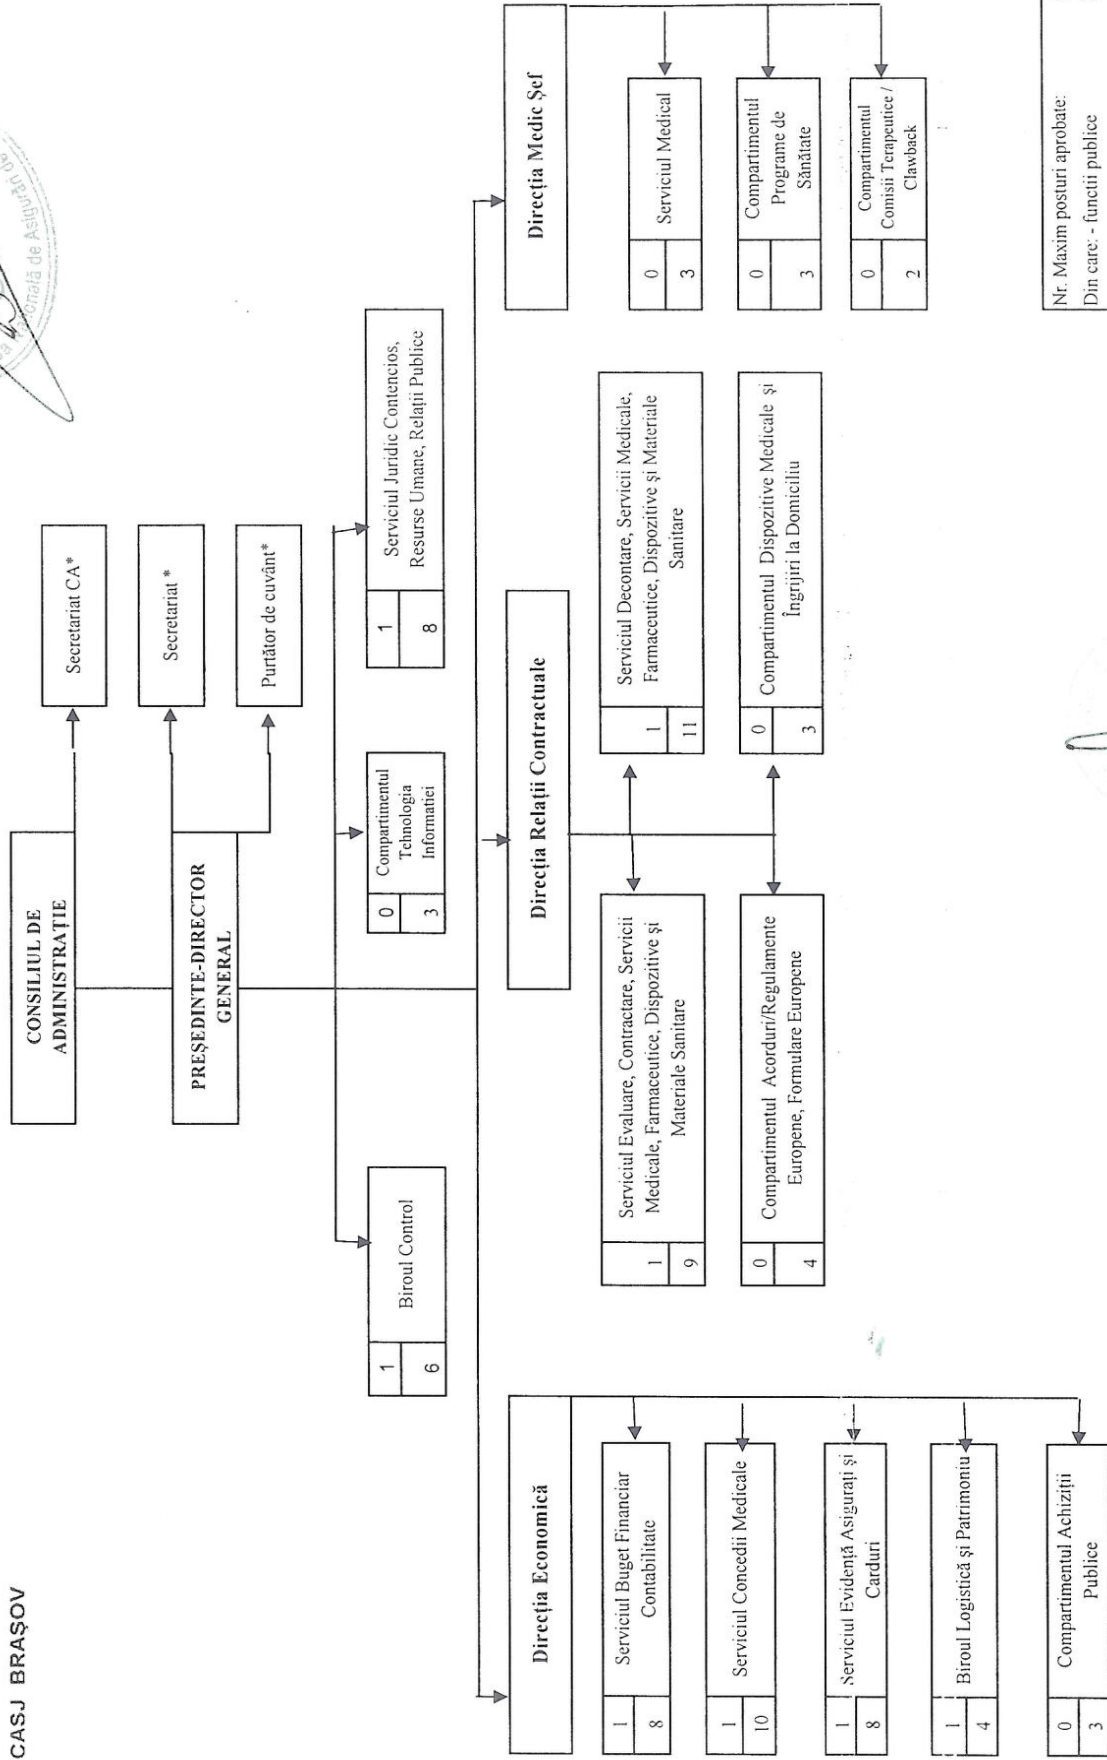 CASJ BRAȘOV
CONSILIUL DE
ADMINISTRAȚIE
Secretariat CA*
Secretariat *
PREȘEDINTE-DIRECTOR
GENERAL
Purtător de cuvânt*
1
6
Biroul Control
0
3
Compartimentul
Tehnologia
Informatiei
1
8
Serviciul Juridic Contencios,
Resurse Umane, Relații Publice
Direcția Economică
1
8
Serviciul Buget Financiar
Contabilitate
1
10
Serviciul Concedii Medicale
1
8
Serviciul Evidență Asigurați și
Carduri
1
4
Biroul Logistică și Patrimoniu
0
3
Compartimentul Achiziții
Publice
Direcția Relații Contractuale
1
9
Serviciul Evaluare, Contractare, Servicii
Medicale, Farmaceutice, Dispozitive și
Materiale Sanitare
1
11
Serviciul Decontare, Servicii Medicale,
Farmaceutice, Dispozitive și Materiale
Sanitare
0
4
Compartimentul Acorduri/Regulamente
Europene, Formulare Europene
0
3
Compartimentul Dispozitive Medicale și
Îngrijiri la Domiciliu
Direcția Medic Șef
0
3
Serviciul Medical
0
3
Compartimentul
Programe de
Sănătate
0
2
Compartimentul
Comisii Terapeutice /
Clawback
Nr. Maxim posturi aprobate:
Din care: - functii publice
de Asigurări de